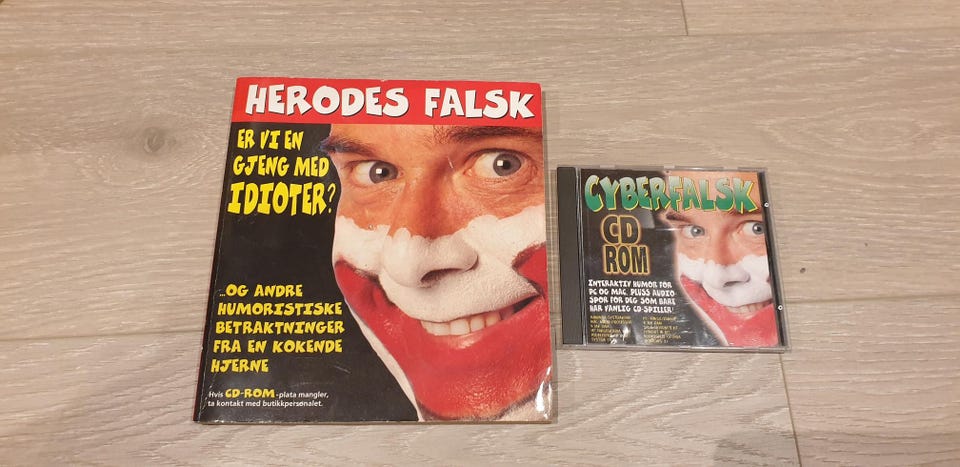 HERODES FALSK
ER VI EN
GJENG MED
IDIOTER?
...OG ANDRE
HUMORISTISKE
BETRAKTNINGER
FRA EN KOKENDE
HJERNE
Hvis CD-ROM-plata mangler,
ta kontakt med butikkpersonalet.
CYBERFALSK
CD
ROM
INTERAKTIV HUMOR FOR
PC OG MAC, PLUSS AUDIO
SPOR FOR DEG SOM BARE
HAR VANLIG CD-SPILLER!